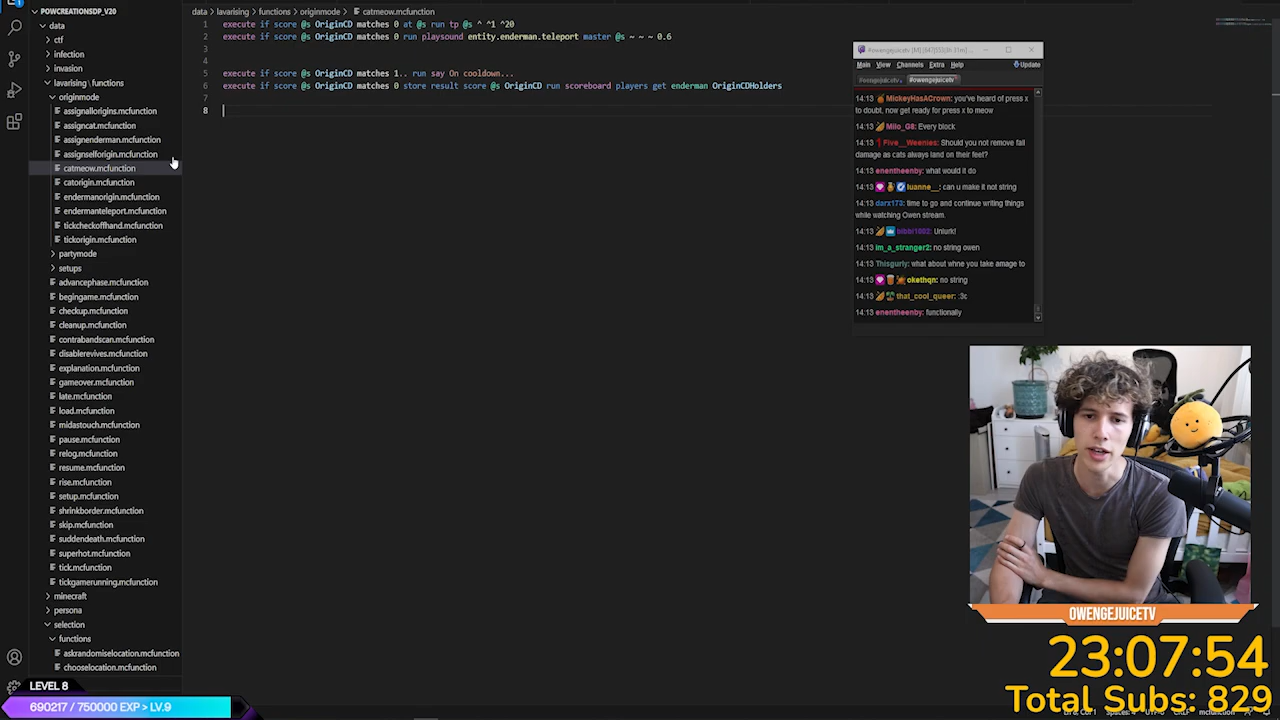 POWCREATIONSDP_V20
data
ctf
infection
invasion
lavarising \ functions
originmode
assignallorigins.mcfunction
assigncat.mcfunction
assignenderman.mcfunction
assignselforigin.mcfunction
catmeow.mcfunction
catorigin.mcfunction
endermanorigin.mcfunction
endermanteleport.mcfunction
tickcheckoffhand.mcfunction
tickorigin.mcfunction
partymode
setups
advancephase.mcfunction
begingame.mcfunction
checkup.mcfunction
cleanup.mcfunction
contrabandscan.mcfunction
disablerevives.mcfunction
explanation.mcfunction
gameover.mcfunction
late.mcfunction
load.mcfunction
midastouch.mcfunction
pause.mcfunction
relog.mcfunction
resume.mcfunction
rise.mcfunction
setup.mcfunction
shrinkborder.mcfunction
skip.mcfunction
suddendeath.mcfunction
superhot.mcfunction
tick.mcfunction
tickgamerunning.mcfunction
minecraft
persona
selection
functions
askrandomiselocation.mcfunction
chooselocation.mcfunction
data > lavarising > functions > originmode > catmeow.mcfunction
1 execute if score @s OriginCD matches 0 at @s run tp @s ^ ^1 ^20
2 execute if score @s OriginCD matches 0 run playsound entity.enderman.teleport master @s ~ ~ ~ 0.6
3
4
5 execute if score @s OriginCD matches 1.. run say On cooldown...
6 execute if score @s OriginCD matches 0 store result score @s OriginCD run scoreboard players get enderman OriginCDHolders
7
8
Main View Channels Extra Help Update
#owengejuicetv
14:13 MickeyHasACrown: you've heard of press x
to doubt, now get ready for press x to meow
14:13 Milo_G8: Every block
14:13 Five__Weenies: Should you not remove fall
damage as cats always land on their feet?
14:13 enentheenby: what would it do
14:13 luanne__: can u make it not string
14:13 darx173: time to go and continue writing things
while watching Owen stream.
14:13 bibbi1002: Unlurk!
14:13 im_a_stranger2: no string owen
14:13 Thisgurly: what about whne you take amage to
14:13 okethqn: no string
14:13 that_cool_queer: :3c
14:13 enentheenby: functionally
OWENGEJUICETV
23:07:54
Total Subs: 829
LEVEL 8
690217 / 750000 EXP > LV.9